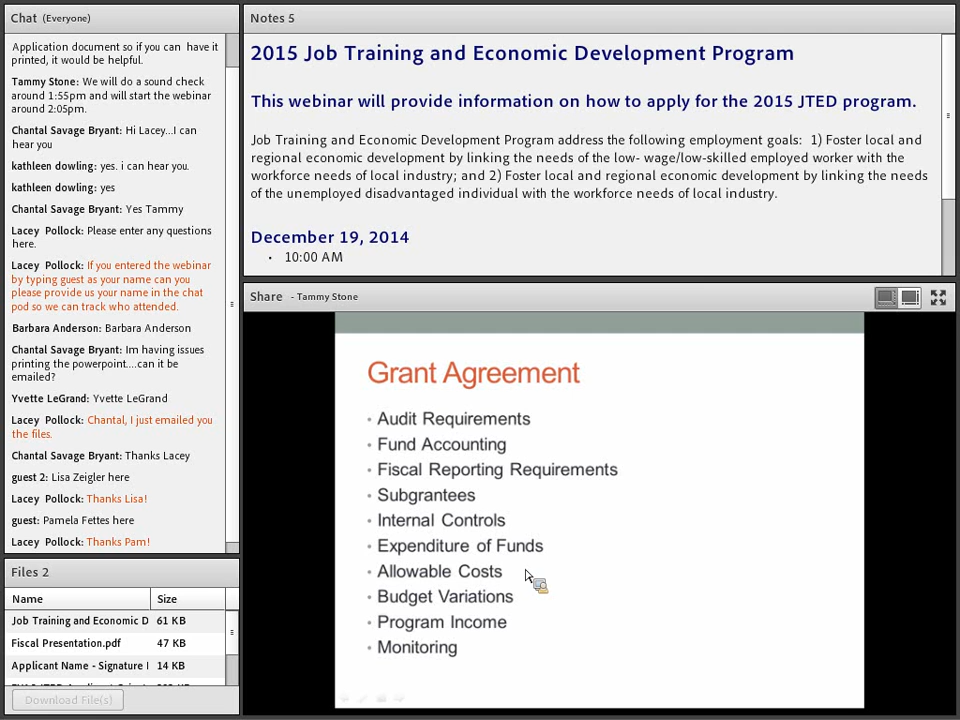 Chat (Everyone)
Application document so if you can have it
printed, it would be helpful.
Tammy Stone: We will do a sound check
around 1:55pm and will start the webinar
around 2:05pm.
Chantal Savage Bryant: Hi Lacey...I can
hear you
kathleen dowling: yes. i can hear you.
kathleen dowling: yes
Chantal Savage Bryant: Yes Tammy
Lacey Pollock: Please enter any questions
here.
Lacey Pollock: If you entered the webinar
by typing guest as your name can you
please provide us your name in the chat
pod so we can track who attended.
Barbara Anderson: Barbara Anderson
Chantal Savage Bryant: Im having issues
printing the powerpoint....can it be
emailed?
Yvette LeGrand: Yvette LeGrand
Lacey Pollock: Chantal, I just emailed you
the files.
Chantal Savage Bryant: Thanks Lacey
guest 2: Lisa Zeigler here
Lacey Pollock: Thanks Lisa!
guest: Pamela Fettes here
Lacey Pollock: Thanks Pam!
Files 2
Name Size
Job Training and Economic D 61 KB
Fiscal Presentation.pdf 47 KB
Applicant Name - Signature 14 KB
Download File(s)
Notes 5
2015 Job Training and Economic Development Program
This webinar will provide information on how to apply for the 2015 JTED program.
Job Training and Economic Development Program address the following employment goals: 1) Foster local and
regional economic development by linking the needs of the low- wage/low-skilled employed worker with the
workforce needs of local industry; and 2) Foster local and regional economic development by linking the needs
of the unemployed disadvantaged individual with the workforce needs of local industry.
December 19, 2014
• 10:00 AM
Share - Tammy Stone
Grant Agreement
• Audit Requirements
• Fund Accounting
• Fiscal Reporting Requirements
• Subgrantees
• Internal Controls
• Expenditure of Funds
• Allowable Costs
• Budget Variations
• Program Income
• Monitoring